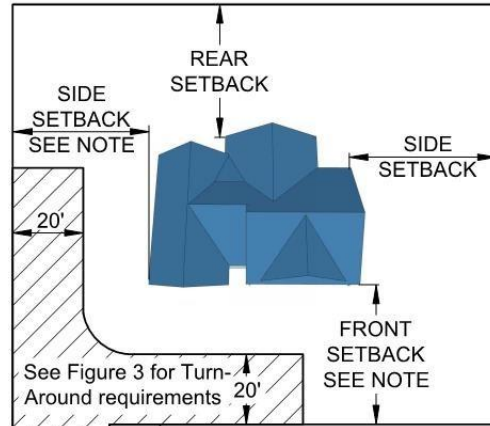 REAR
SETBACK
SIDE
SETBACK
SEE NOTE
SIDE
SETBACK
20'
FRONT
SETBACK
SEE NOTE
See Figure 3 for Turn-
Around requirements
20'